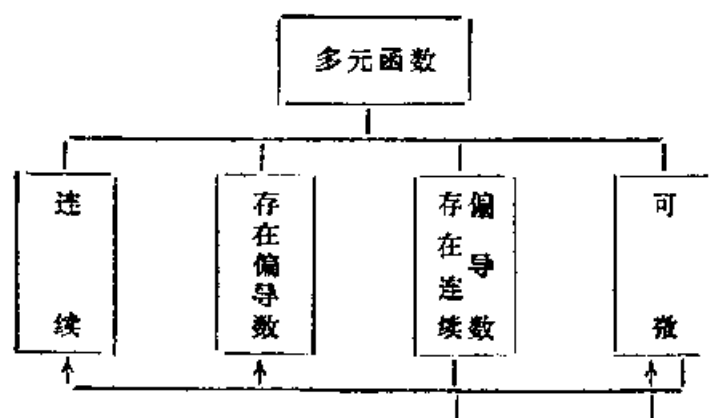 多元函数
连续
存在偏导数
存在连续
偏导数
可微